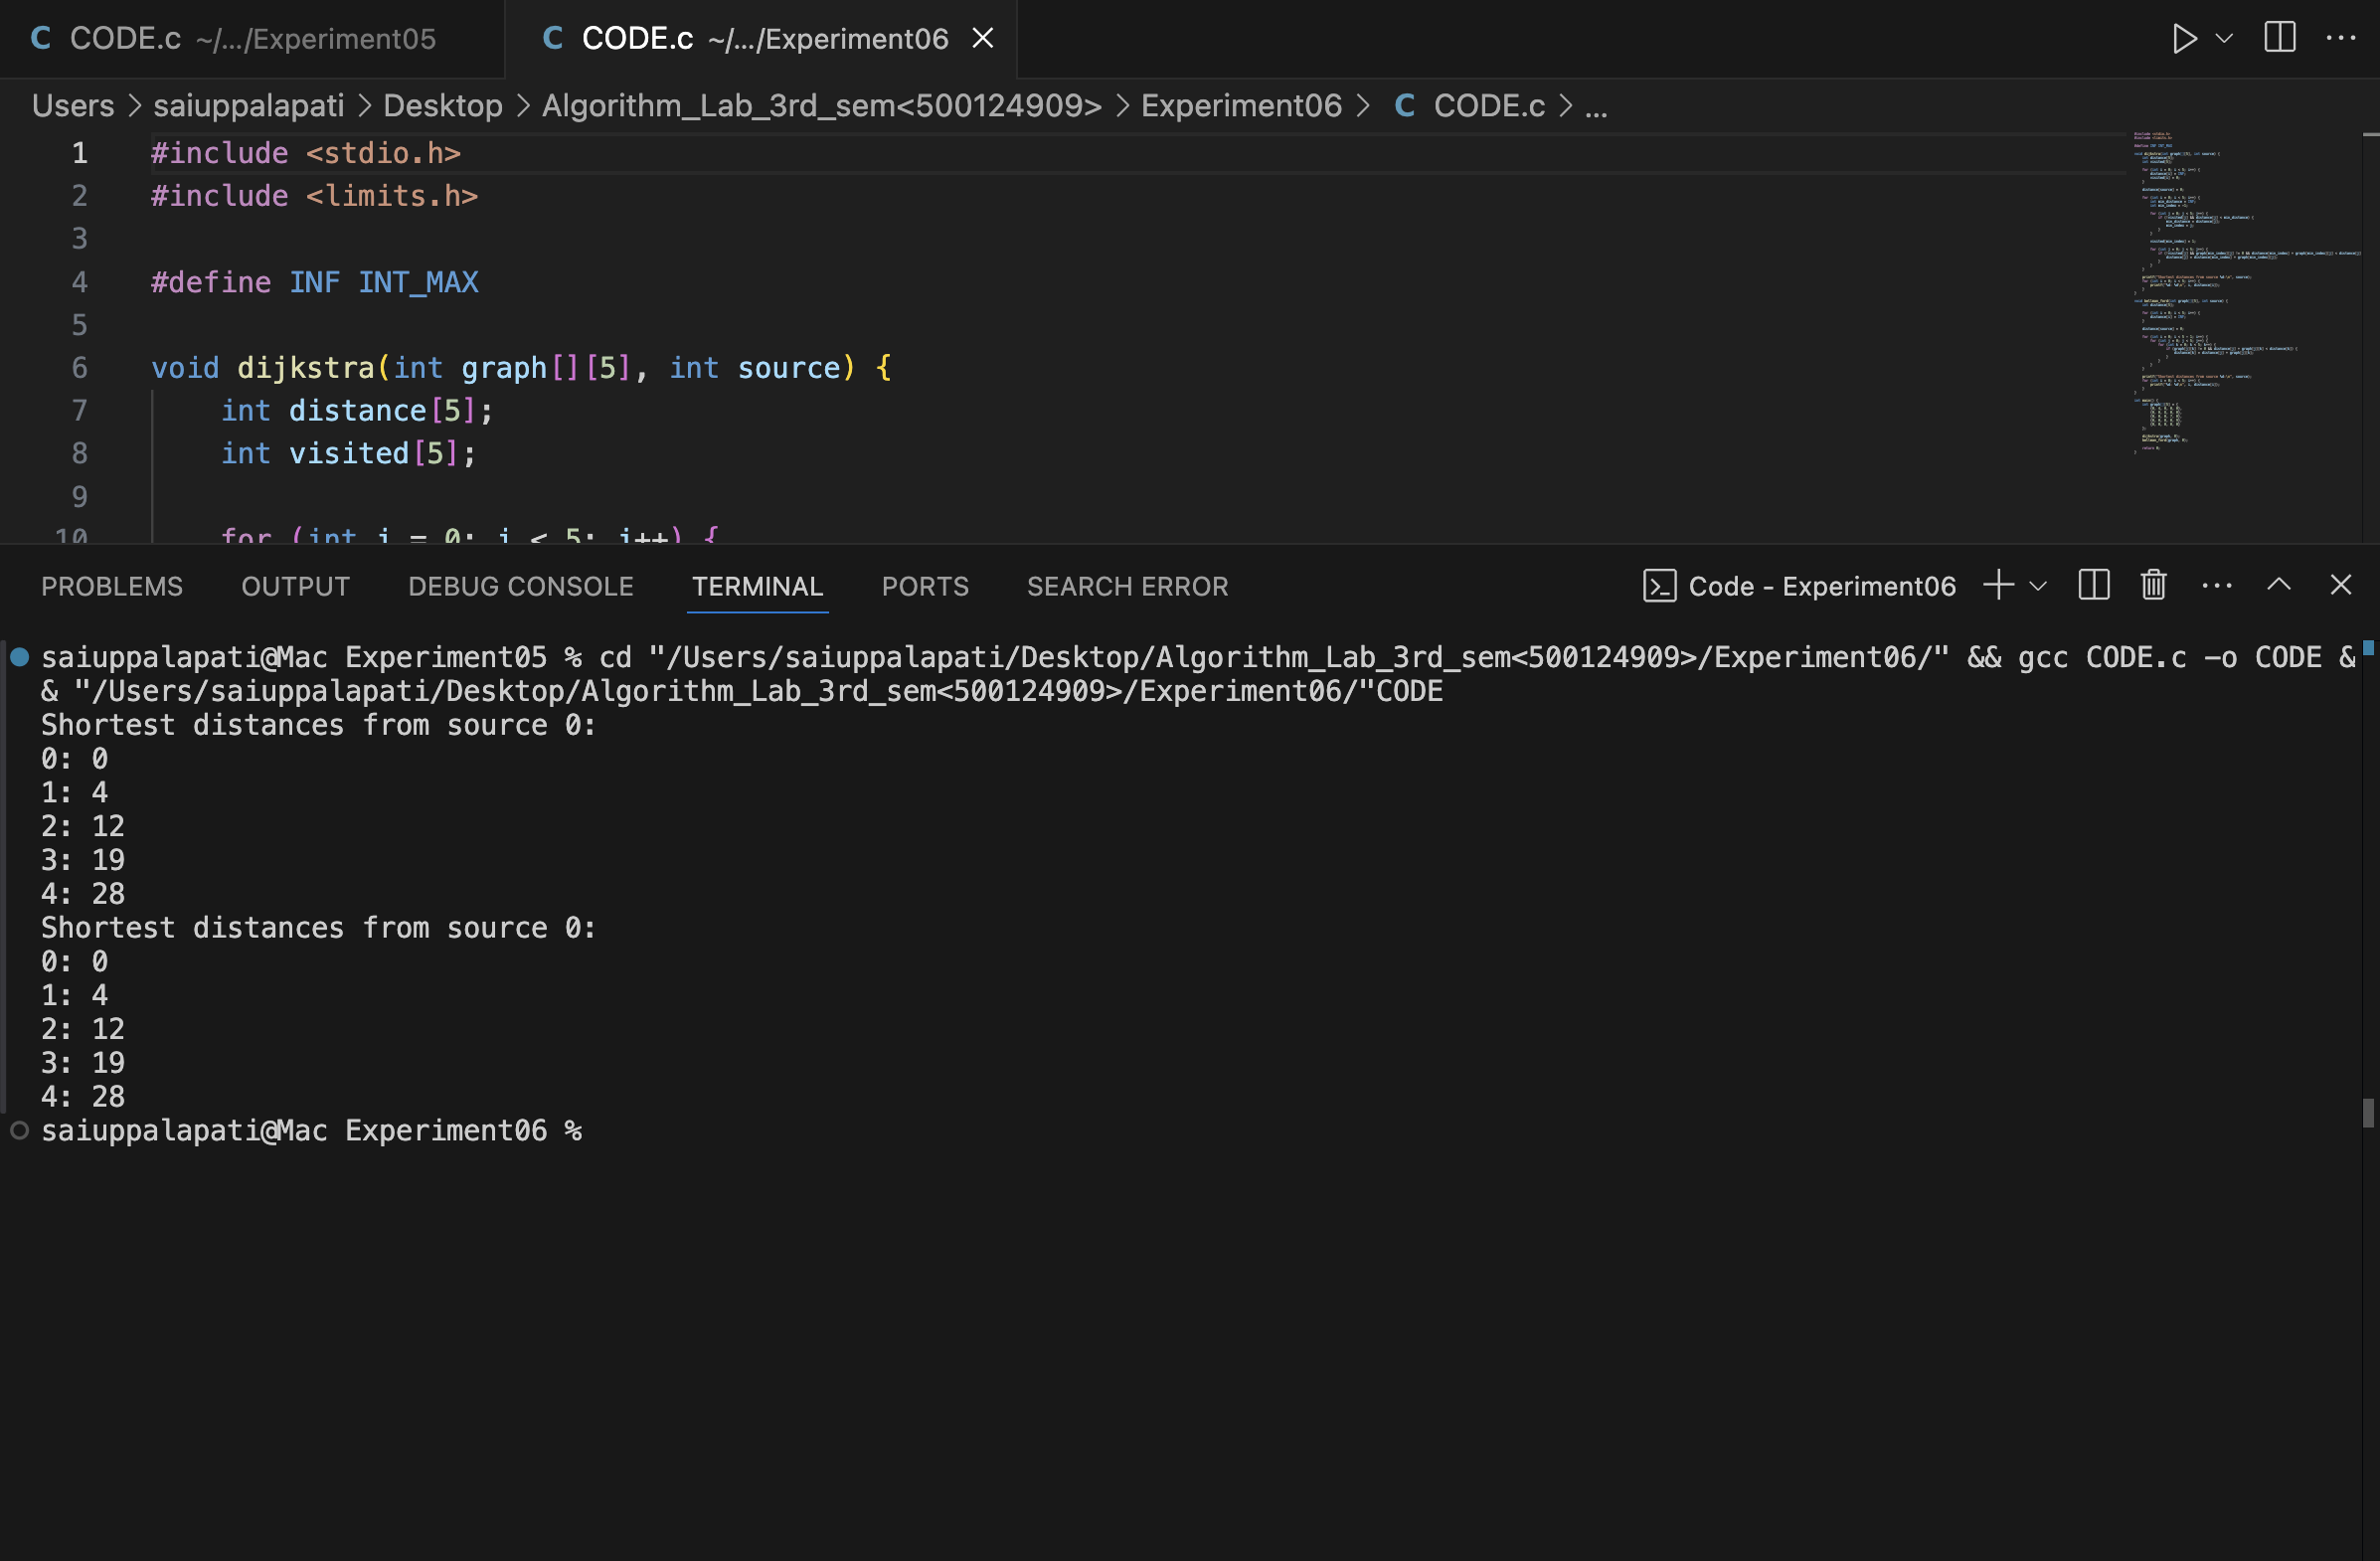 CODE.c ~/.../Experiment05 CODE.c ~/.../Experiment06
Users > saiuppalapati > Desktop > Algorithm_Lab_3rd_sem<500124909> > Experiment06 > C CODE.c > ...
1 #include <stdio.h>
2 #include <limits.h>
3
4 #define INF INT_MAX
5
6 void dijkstra(int graph[][5], int source) {
7 int distance[5];
8 int visited[5];
9
10 for (int i = 0; i < 5; i++) {
PROBLEMS OUTPUT DEBUG CONSOLE TERMINAL PORTS SEARCH ERROR Code - Experiment06
saiuppalapati@Mac Experiment05 % cd "/Users/saiuppalapati/Desktop/Algorithm_Lab_3rd_sem<500124909>/Experiment06/" && gcc CODE.c -o CODE &
& "/Users/saiuppalapati/Desktop/Algorithm_Lab_3rd_sem<500124909>/Experiment06/"CODE
Shortest distances from source 0:
0: 0
1: 4
2: 12
3: 19
4: 28
Shortest distances from source 0:
0: 0
1: 4
2: 12
3: 19
4: 28
saiuppalapati@Mac Experiment06 %